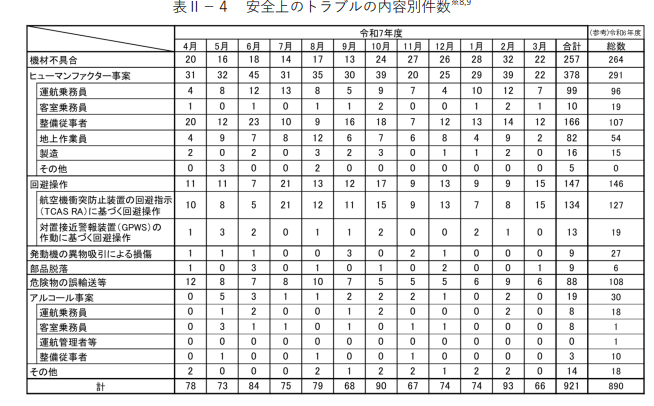 表Ⅱ－４　安全上のトラブルの内容別件数※8,9
令和7年度 (参考)令和6年度
4月 5月 6月 7月 8月 9月 10月 11月 12月 1月 2月 3月 合計 総数
機材不具合 20 16 18 14 17 13 24 27 26 28 32 22 257 264
ヒューマンファクター事案 31 32 45 31 35 30 39 20 25 29 39 22 378 291
運航乗務員 4 8 12 13 8 5 9 7 4 10 12 7 99 96
客室乗務員 1 0 1 0 1 1 2 0 0 1 2 1 10 19
整備従事者 20 12 23 10 9 16 18 7 12 13 14 12 166 107
地上作業員 4 9 7 8 12 6 7 6 8 4 9 2 82 54
製造 2 0 2 0 3 2 3 0 1 1 2 0 16 15
その他 0 3 0 0 2 0 0 0 0 0 0 0 5 0
回避操作 11 11 7 21 13 12 17 9 13 9 9 15 147 146
航空機衝突防止装置の回避指示
(TCAS RA)に基づく回避操作 10 8 5 21 12 11 15 9 13 7 8 15 134 127
対置接近警報装置(GPWS)の
作動に基づく回避操作 1 3 2 0 1 1 2 0 0 2 1 0 13 19
発動機の異物吸引による損傷 1 1 1 0 0 3 0 2 1 0 0 0 9 27
部品脱落 1 0 3 0 1 0 1 0 2 0 0 1 9 6
危険物の誤輸送等 12 8 7 8 10 7 5 5 5 6 9 6 88 108
アルコール事案 0 5 3 1 1 2 2 2 1 0 2 0 19 30
運航乗務員 0 1 2 0 0 1 2 0 0 0 2 0 8 18
客室乗務員 0 3 1 1 0 1 0 1 1 0 0 0 8 1
運航管理者等 0 0 0 0 0 0 0 0 0 0 0 0 0 1
整備従事者 0 1 0 0 1 0 0 1 0 0 0 0 3 10
その他 2 0 0 0 2 1 2 2 1 2 2 0 14 18
計 78 73 84 75 79 68 90 67 74 74 93 66 921 890